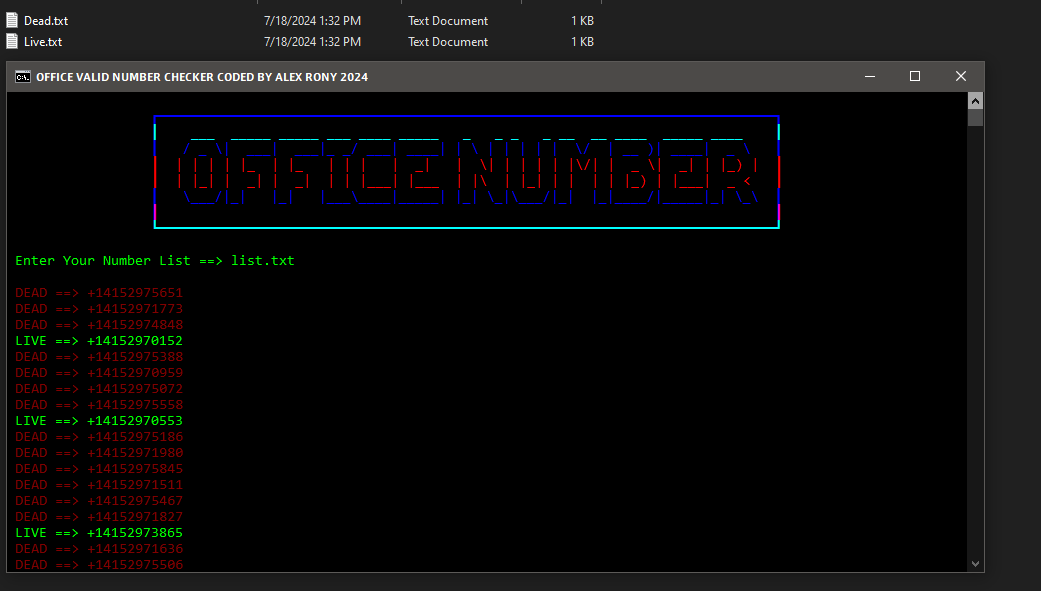 Dead.txt 7/18/2024 1:32 PM Text Document 1 KB
Live.txt 7/18/2024 1:32 PM Text Document 1 KB
C:\. OFFICE VALID NUMBER CHECKER CODED BY ALEX RONY 2024
OFFICE NUMBER
Enter Your Number List ==> list.txt
DEAD ==> +14152975651
DEAD ==> +14152971773
DEAD ==> +14152974848
LIVE ==> +14152970152
DEAD ==> +14152975388
DEAD ==> +14152970959
DEAD ==> +14152975072
DEAD ==> +14152975558
LIVE ==> +14152970553
DEAD ==> +14152975186
DEAD ==> +14152971980
DEAD ==> +14152975845
DEAD ==> +14152971511
DEAD ==> +14152975467
DEAD ==> +14152971827
LIVE ==> +14152973865
DEAD ==> +14152971636
DEAD ==> +14152975506